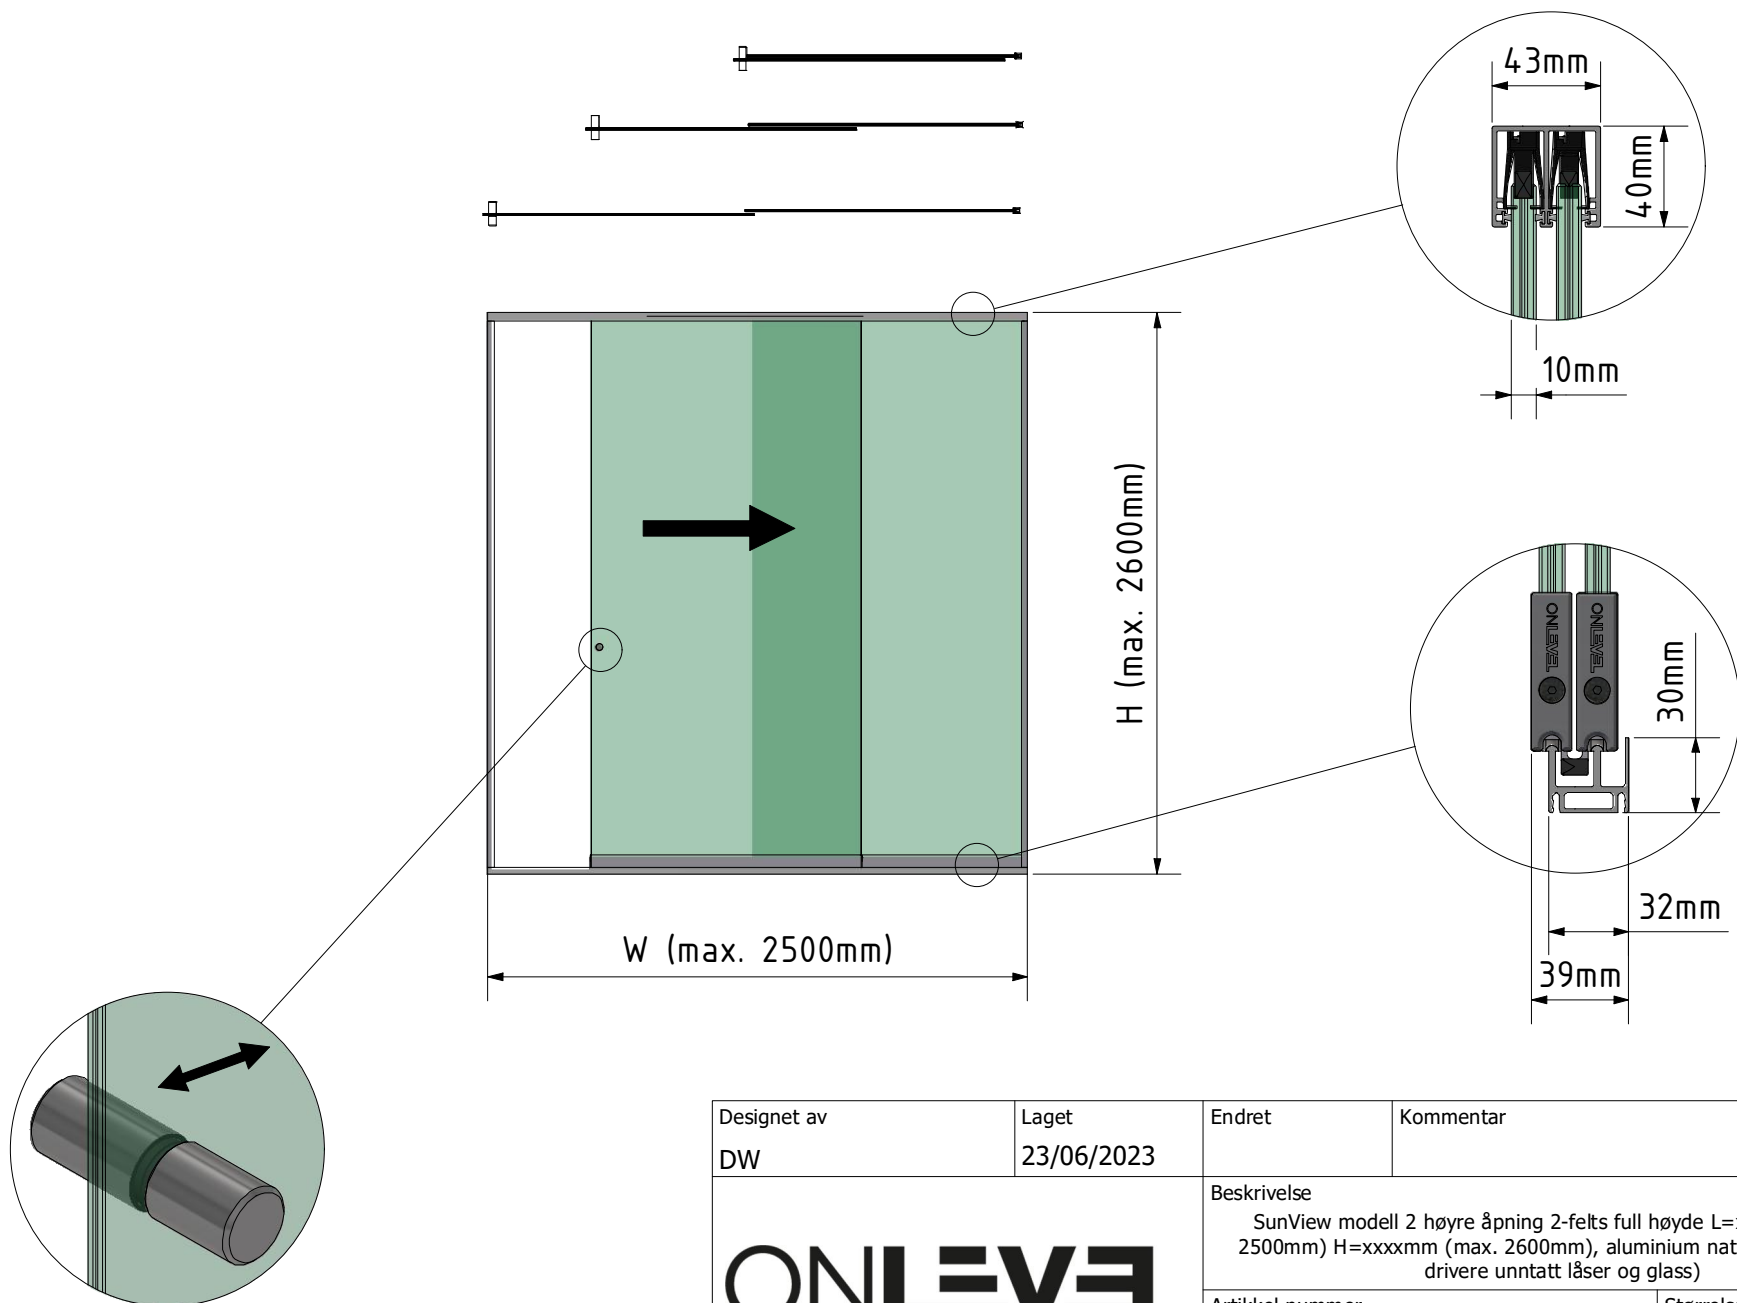 43mm
40mm
10mm
H (max. 2600mm)
W (max. 2500mm)
ONLEVEL
ONLEVEL
30mm
32mm
39mm
Designet av
DW
Laget
23/06/2023
Endret
Kommentar
Beskrivelse
SunView modell 2 høyre åpning 2-felts full høyde
2500mm) H=xxxxmm (max. 2600mm), aluminium
drivere unntatt låser og glass)
Artikkel nummer